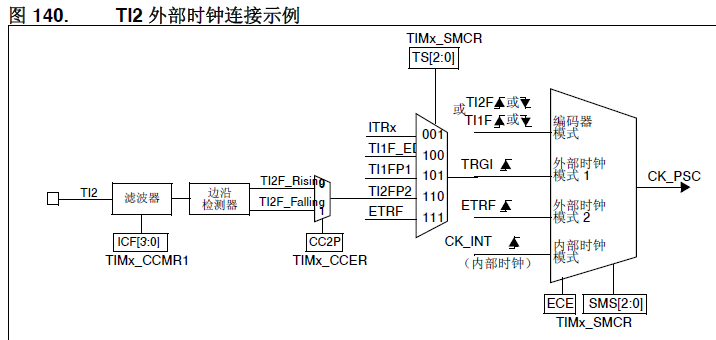 图 140. TI2 外部时钟连接示例
TIMx_SMCR
TS[2:0]
TI2F 或
或 TI1F 或
编码器
模式
ITRx
001
TI1F_ED
100
TI1FP1
101
TRGI
外部时钟
模式 1
CK_PSC
TI2
滤波器
边沿
检测器
TI2F_Rising
0
TI2F_Falling
1
TI2FP2
110
ETRF
111
ETRF
外部时钟
模式 2
ICF[3:0]
TIMx_CCMR1
CC2P
TIMx_CCER
CK_INT
（内部时钟）
内部时钟
模式
ECE
SMS[2:0]
TIMx_SMCR